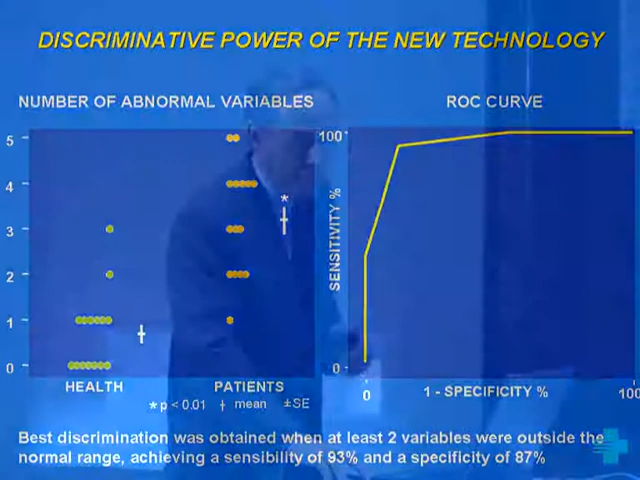 DISCRIMINATIVE POWER OF THE NEW TECHNOLOGY
NUMBER OF ABNORMAL VARIABLES
5
4
3
2
1
0
HEALTH
PATIENTS
*
* p < 0.01 † mean ±SE
ROC CURVE
100
SENSITIVITY %
0
0
1 - SPECIFICITY %
100
Best discrimination was obtained when at least 2 variables were outside the
normal range, achieving a sensibility of 93% and a specificity of 87%